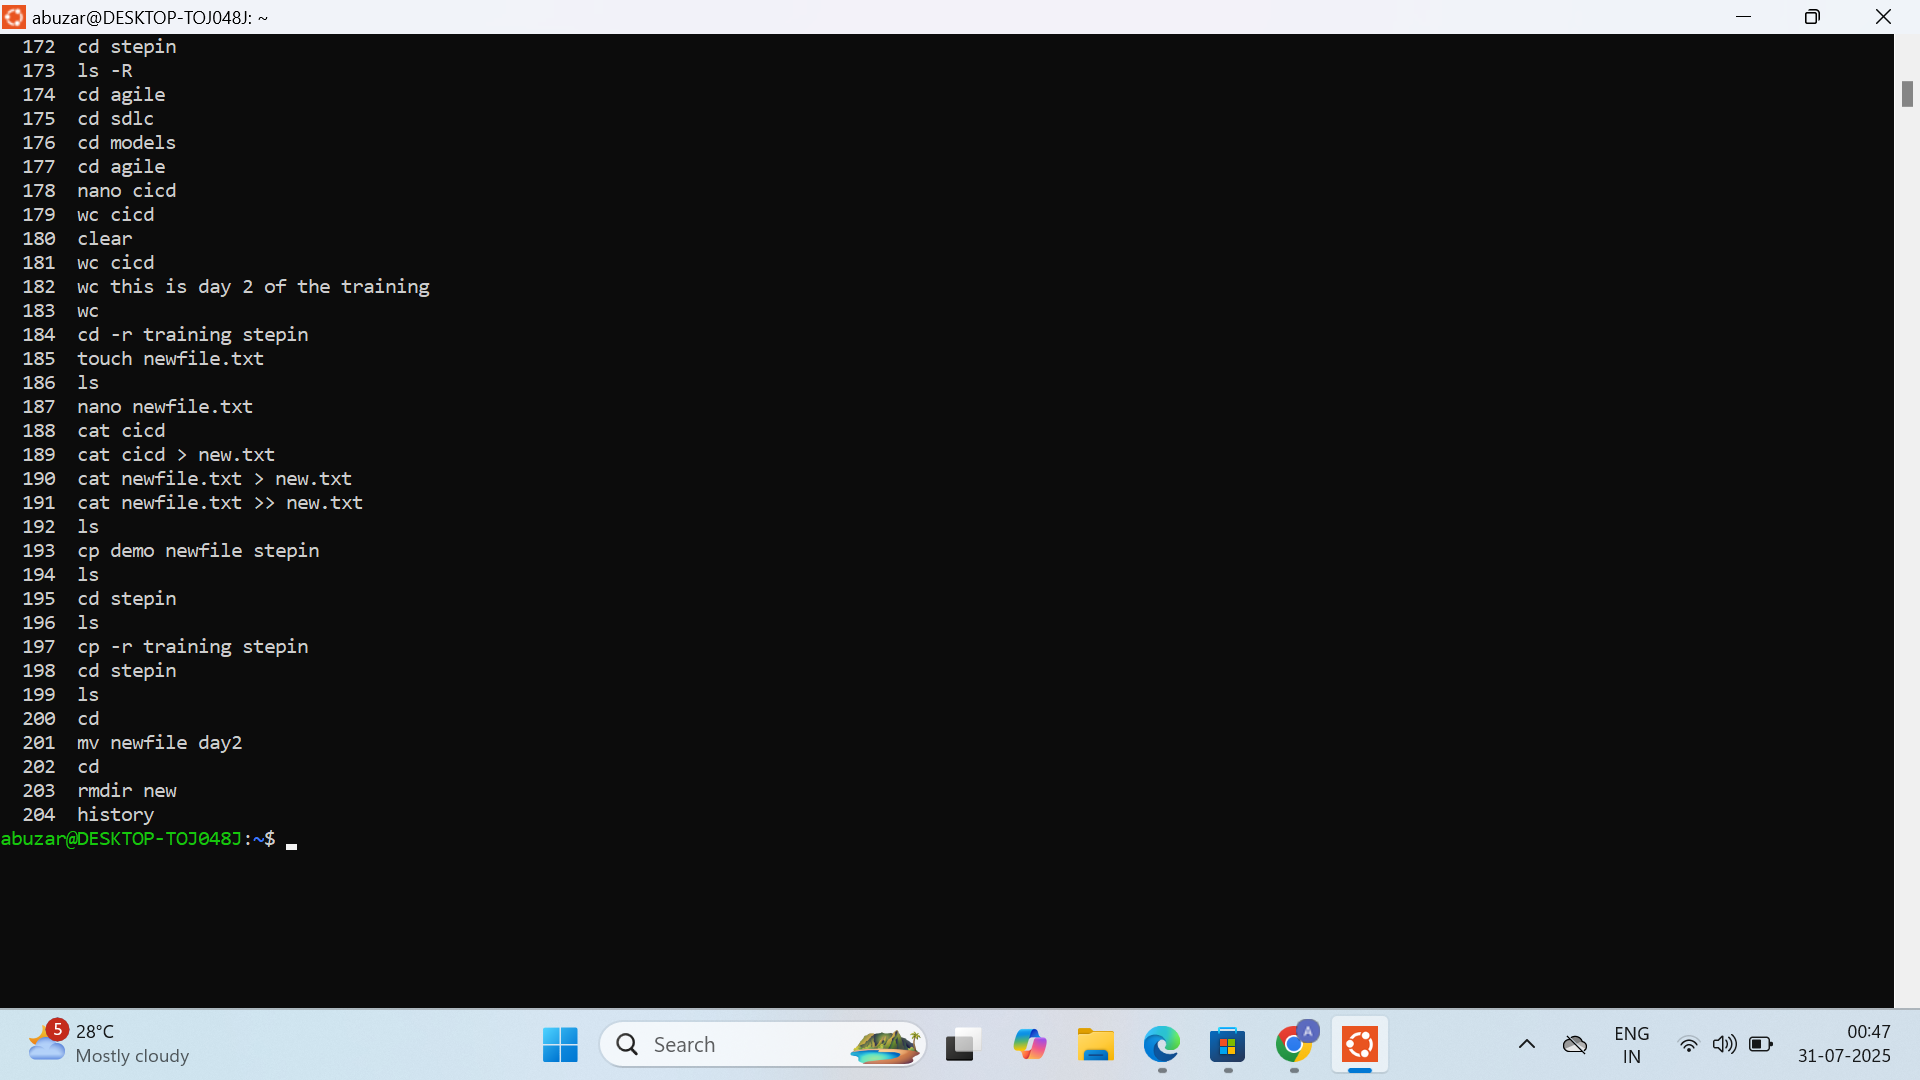 abuzar@DESKTOP-TOJ048J: ~
172 cd stepin
173 ls -R
174 cd agile
175 cd sdlc
176 cd models
177 cd agile
178 nano cicd
179 wc cicd
180 clear
181 wc cicd
182 wc this is day 2 of the training
183 wc
184 cd -r training stepin
185 touch newfile.txt
186 ls
187 nano newfile.txt
188 cat cicd
189 cat cicd > new.txt
190 cat newfile.txt > new.txt
191 cat newfile.txt >> new.txt
192 ls
193 cp demo newfile stepin
194 ls
195 cd stepin
196 ls
197 cp -r training stepin
198 cd stepin
199 ls
200 cd
201 mv newfile day2
202 cd
203 rmdir new
204 history
abuzar@DESKTOP-TOJ048J:~$
5
28°C
Mostly cloudy
Search
A
ENG
IN
00:47
31-07-2025